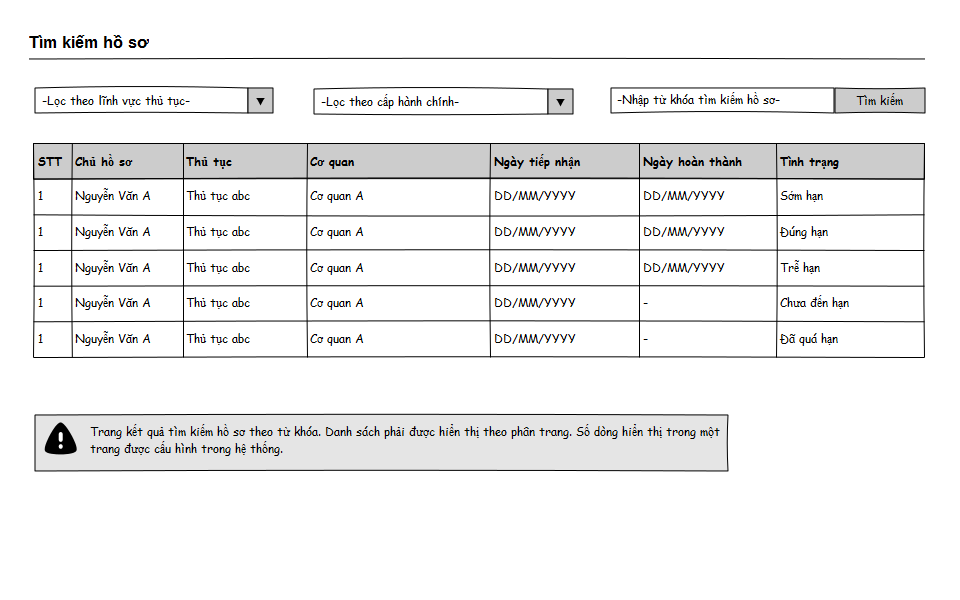 Tìm kiếm hồ sơ
-Lọc theo lĩnh vực thủ tục- -Lọc theo cấp hành chính- -Nhập từ khóa tìm kiếm hồ sơ- Tìm kiếm
STT Chủ hồ sơ Thủ tục Cơ quan Ngày tiếp nhận Ngày hoàn thành Tình trạng
1 Nguyễn Văn A Thủ tục abc Cơ quan A DD/MM/YYYY DD/MM/YYYY Sớm hạn
1 Nguyễn Văn A Thủ tục abc Cơ quan A DD/MM/YYYY DD/MM/YYYY Đúng hạn
1 Nguyễn Văn A Thủ tục abc Cơ quan A DD/MM/YYYY DD/MM/YYYY Trễ hạn
1 Nguyễn Văn A Thủ tục abc Cơ quan A DD/MM/YYYY - Chưa đến hạn
1 Nguyễn Văn A Thủ tục abc Cơ quan A DD/MM/YYYY - Đã quá hạn
Trang kết quả tìm kiếm hồ sơ theo từ khóa. Danh sách phải được hiển thị theo phân trang. Số dòng hiển thị trong một
trang được cấu hình trong hệ thống.